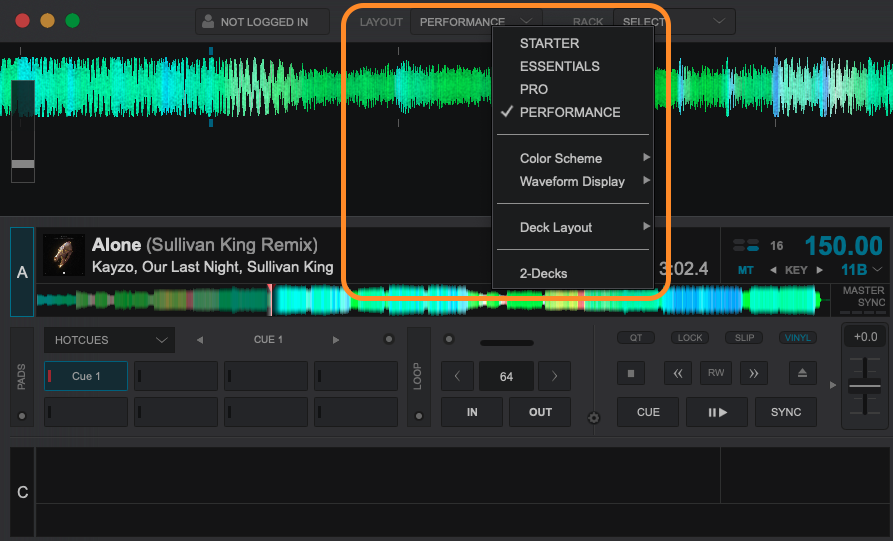 NOT LOGGED IN
LAYOUT
PERFORMANCE
RACK
SELECT
STARTER
ESSENTIALS
PRO
PERFORMANCE
Color Scheme
Waveform Display
Deck Layout
2-Decks
A
Alone (Sullivan King Remix)
Kayzo, Our Last Night, Sullivan King
3:02.4
16
150.00
MT
KEY
11B
MASTER
SYNC
PADS
HOTCUES
CUE 1
Cue 1
LOOP
64
IN
OUT
QT
LOCK
SLIP
VINYL
RW
CUE
SYNC
+0.0
C